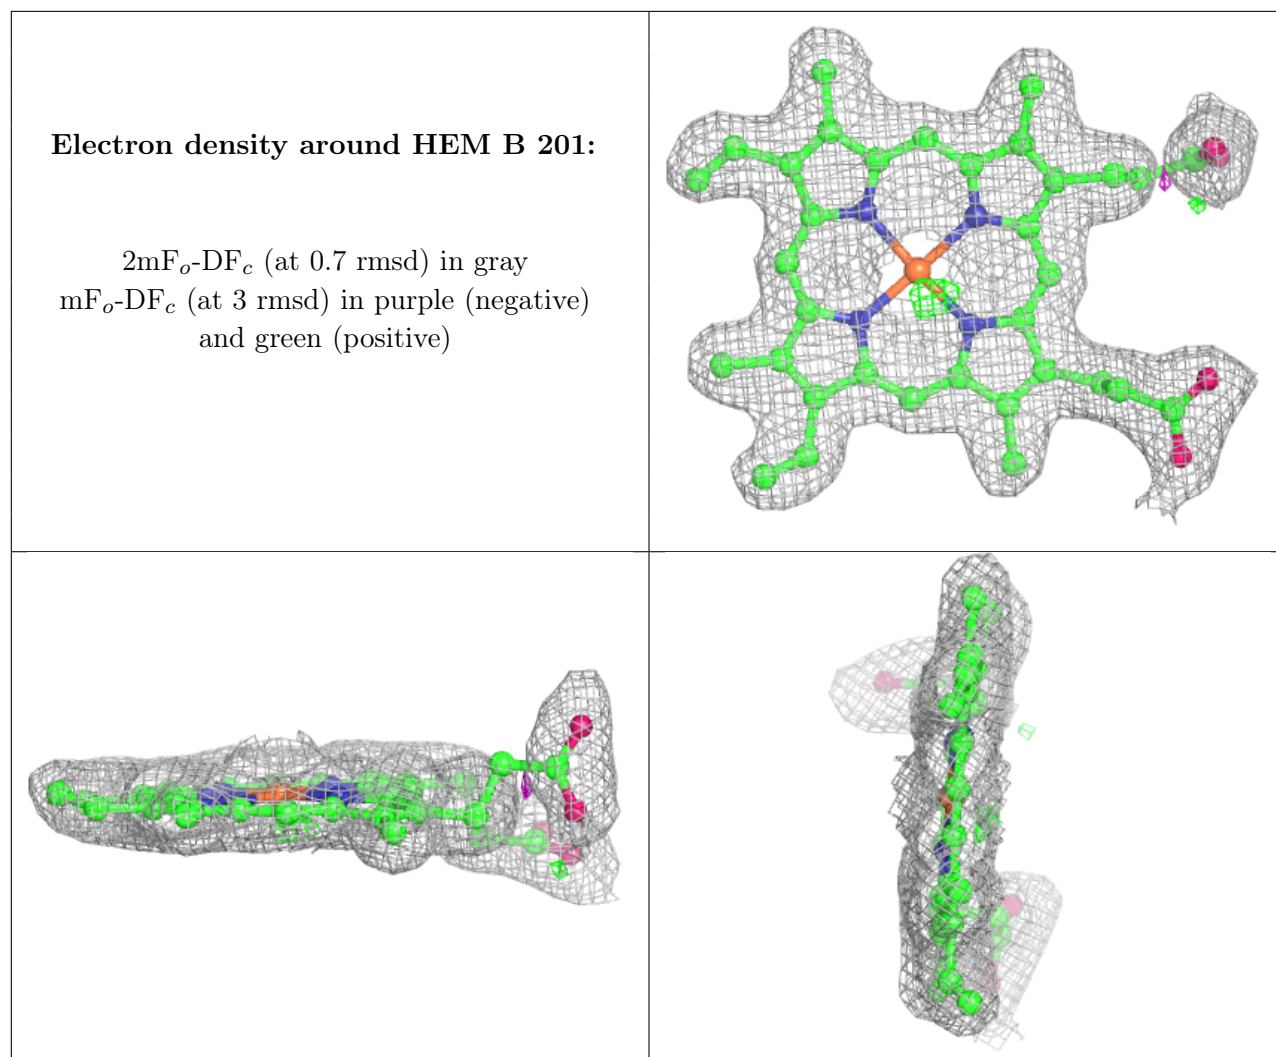 Electron density around HEM B 201:
2mFo-DFc (at 0.7 rmsd) in gray
mFo-DFc (at 3 rmsd) in purple (negative)
and green (positive)